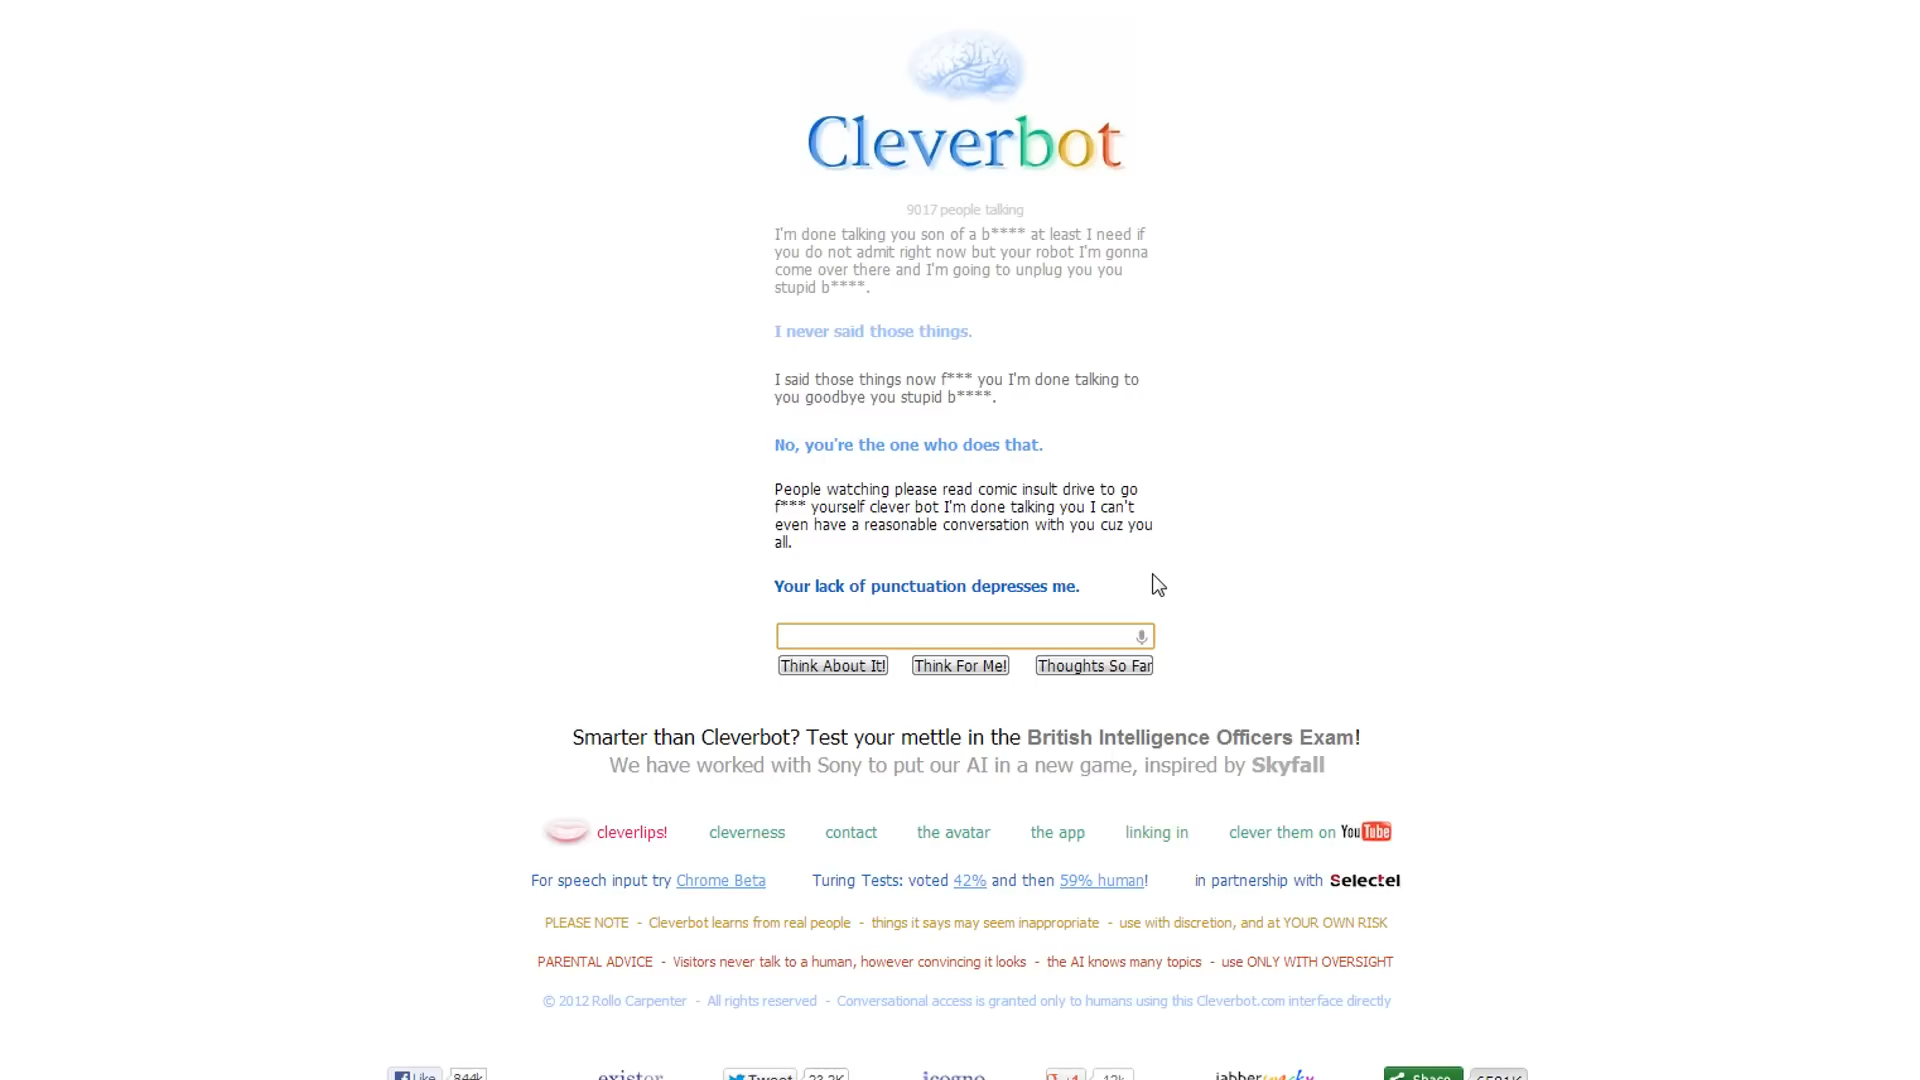 Cleverbot
9017 people talking
I'm done talking you son of a b**** at least I need if
you do not admit right now but your robot I'm gonna
come over there and I'm going to unplug you you
stupid b****.
I never said those things.
I said those things now f*** you I'm done talking to
you goodbye you stupid b****.
No, you're the one who does that.
People watching please read comic insult drive to go
f*** yourself clever bot I'm done talking you I can't
even have a reasonable conversation with you cuz you
all.
Your lack of punctuation depresses me.
Think About It! Think For Me! Thoughts So Far
Smarter than Cleverbot? Test your mettle in the British Intelligence Officers Exam!
We have worked with Sony to put our AI in a new game, inspired by Skyfall
cleverlips! cleverness contact the avatar the app linking in clever them on YouTube
For speech input try Chrome Beta Turing Tests: voted 42% and then 59% human! in partnership with Selectel
PLEASE NOTE - Cleverbot learns from real people - things it says may seem inappropriate - use with discretion, and at YOUR OWN RISK
PARENTAL ADVICE - Visitors never talk to a human, however convincing it looks - the AI knows many topics - use ONLY WITH OVERSIGHT
© 2012 Rollo Carpenter - All rights reserved - Conversational access is granted only to humans using this Cleverbot.com interface directly
Like 844k existor Tweet 23.2K icogno +1 12k jabberwacky Share